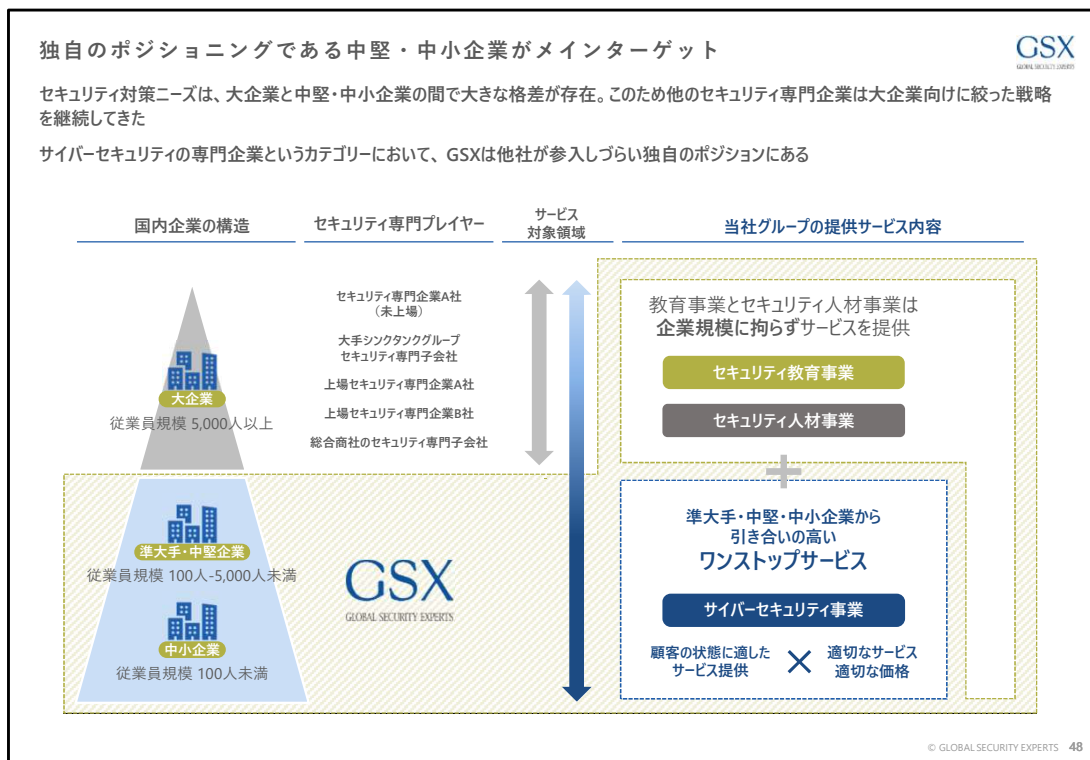 独自のポジショニングである中堅・中小企業がメインターゲット
GSX
GLOBAL SECURITY EXPERTS
セキュリティ対策ニーズは、大企業と中堅・中小企業の間で大きな格差が存在。このため他のセキュリティ専門企業は大企業向けに絞った戦略
を継続してきた
サイバーセキュリティの専門企業というカテゴリーにおいて、GSXは他社が参入しづらい独自のポジションにある
国内企業の構造
セキュリティ専門プレイヤー
サービス
対象領域
当社グループの提供サービス内容
大企業
従業員規模 5,000人以上
セキュリティ専門企業A社
（未上場）
大手シンクタンクグループ
セキュリティ専門子会社
上場セキュリティ専門企業A社
上場セキュリティ専門企業B社
総合商社のセキュリティ専門子会社
教育事業とセキュリティ人材事業は
企業規模に拘らずサービスを提供
セキュリティ教育事業
セキュリティ人材事業
+
準大手・中堅企業
従業員規模 100人-5,000人未満
中小企業
従業員規模 100人未満
GSX
GLOBAL SECURITY EXPERTS
準大手・中堅・中小企業から
引き合いの高い
ワンストップサービス
サイバーセキュリティ事業
顧客の状態に適した
サービス提供
×
適切なサービス
適切な価格
© GLOBAL SECURITY EXPERTS 48